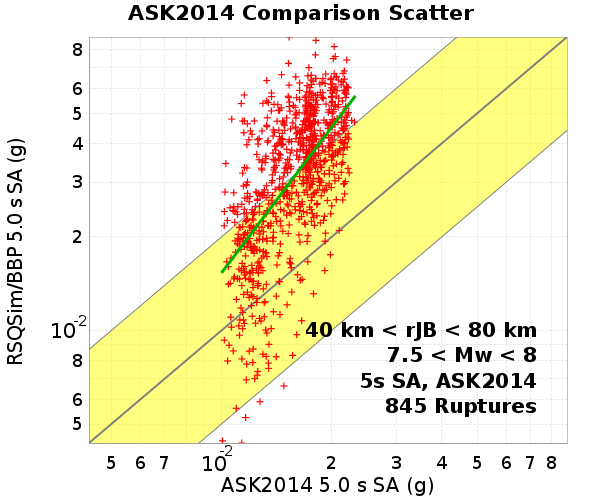 ASK2014 Comparison Scatter
RSQSim/BBP 5.0 s SA (g)
8
6
5
4
3
2
10-2
8
6
5
40 km < rJB < 80 km
7.5 < Mw < 8
5s SA, ASK2014
845 Ruptures
5 6 7 10-2 2 3 4 5 6 7 8
ASK2014 5.0 s SA (g)